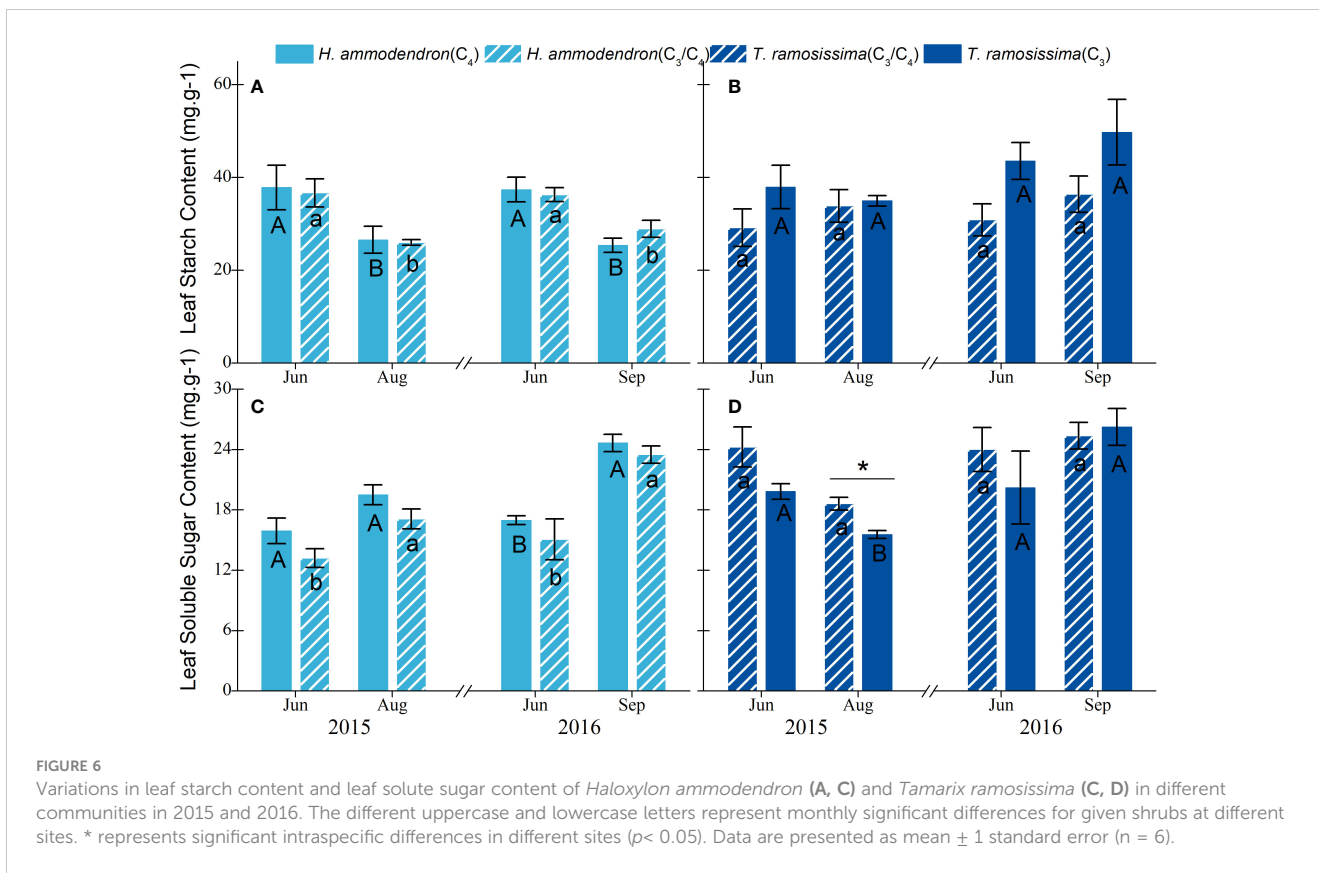 H. ammodendron(C4) H. ammodendron(C3/C4) T. ramosissima(C3/C4) T. ramosissima(C3)
A
B
Leaf Starch Content (mg.g-1)
60
40
20
0
A a B b A a B b
a A a A a A a A
Jun Aug Jun Sep
Jun Aug Jun Sep
C
D
Leaf Soluble Sugar Content (mg.g-1)
30
24
18
12
6
0
A b A a B b A a
a A a B a A a A
*
Jun Aug Jun Sep
Jun Aug Jun Sep
2015 2016
2015 2016
FIGURE 6
Variations in leaf starch content and leaf solute sugar content of Haloxylon ammodendron (A, C) and Tamarix ramosissima (C, D) in different
communities in 2015 and 2016. The different uppercase and lowercase letters represent monthly significant differences for given shrubs at different
sites. * represents significant intraspecific differences in different sites (p< 0.05). Data are presented as mean ± 1 standard error (n = 6).